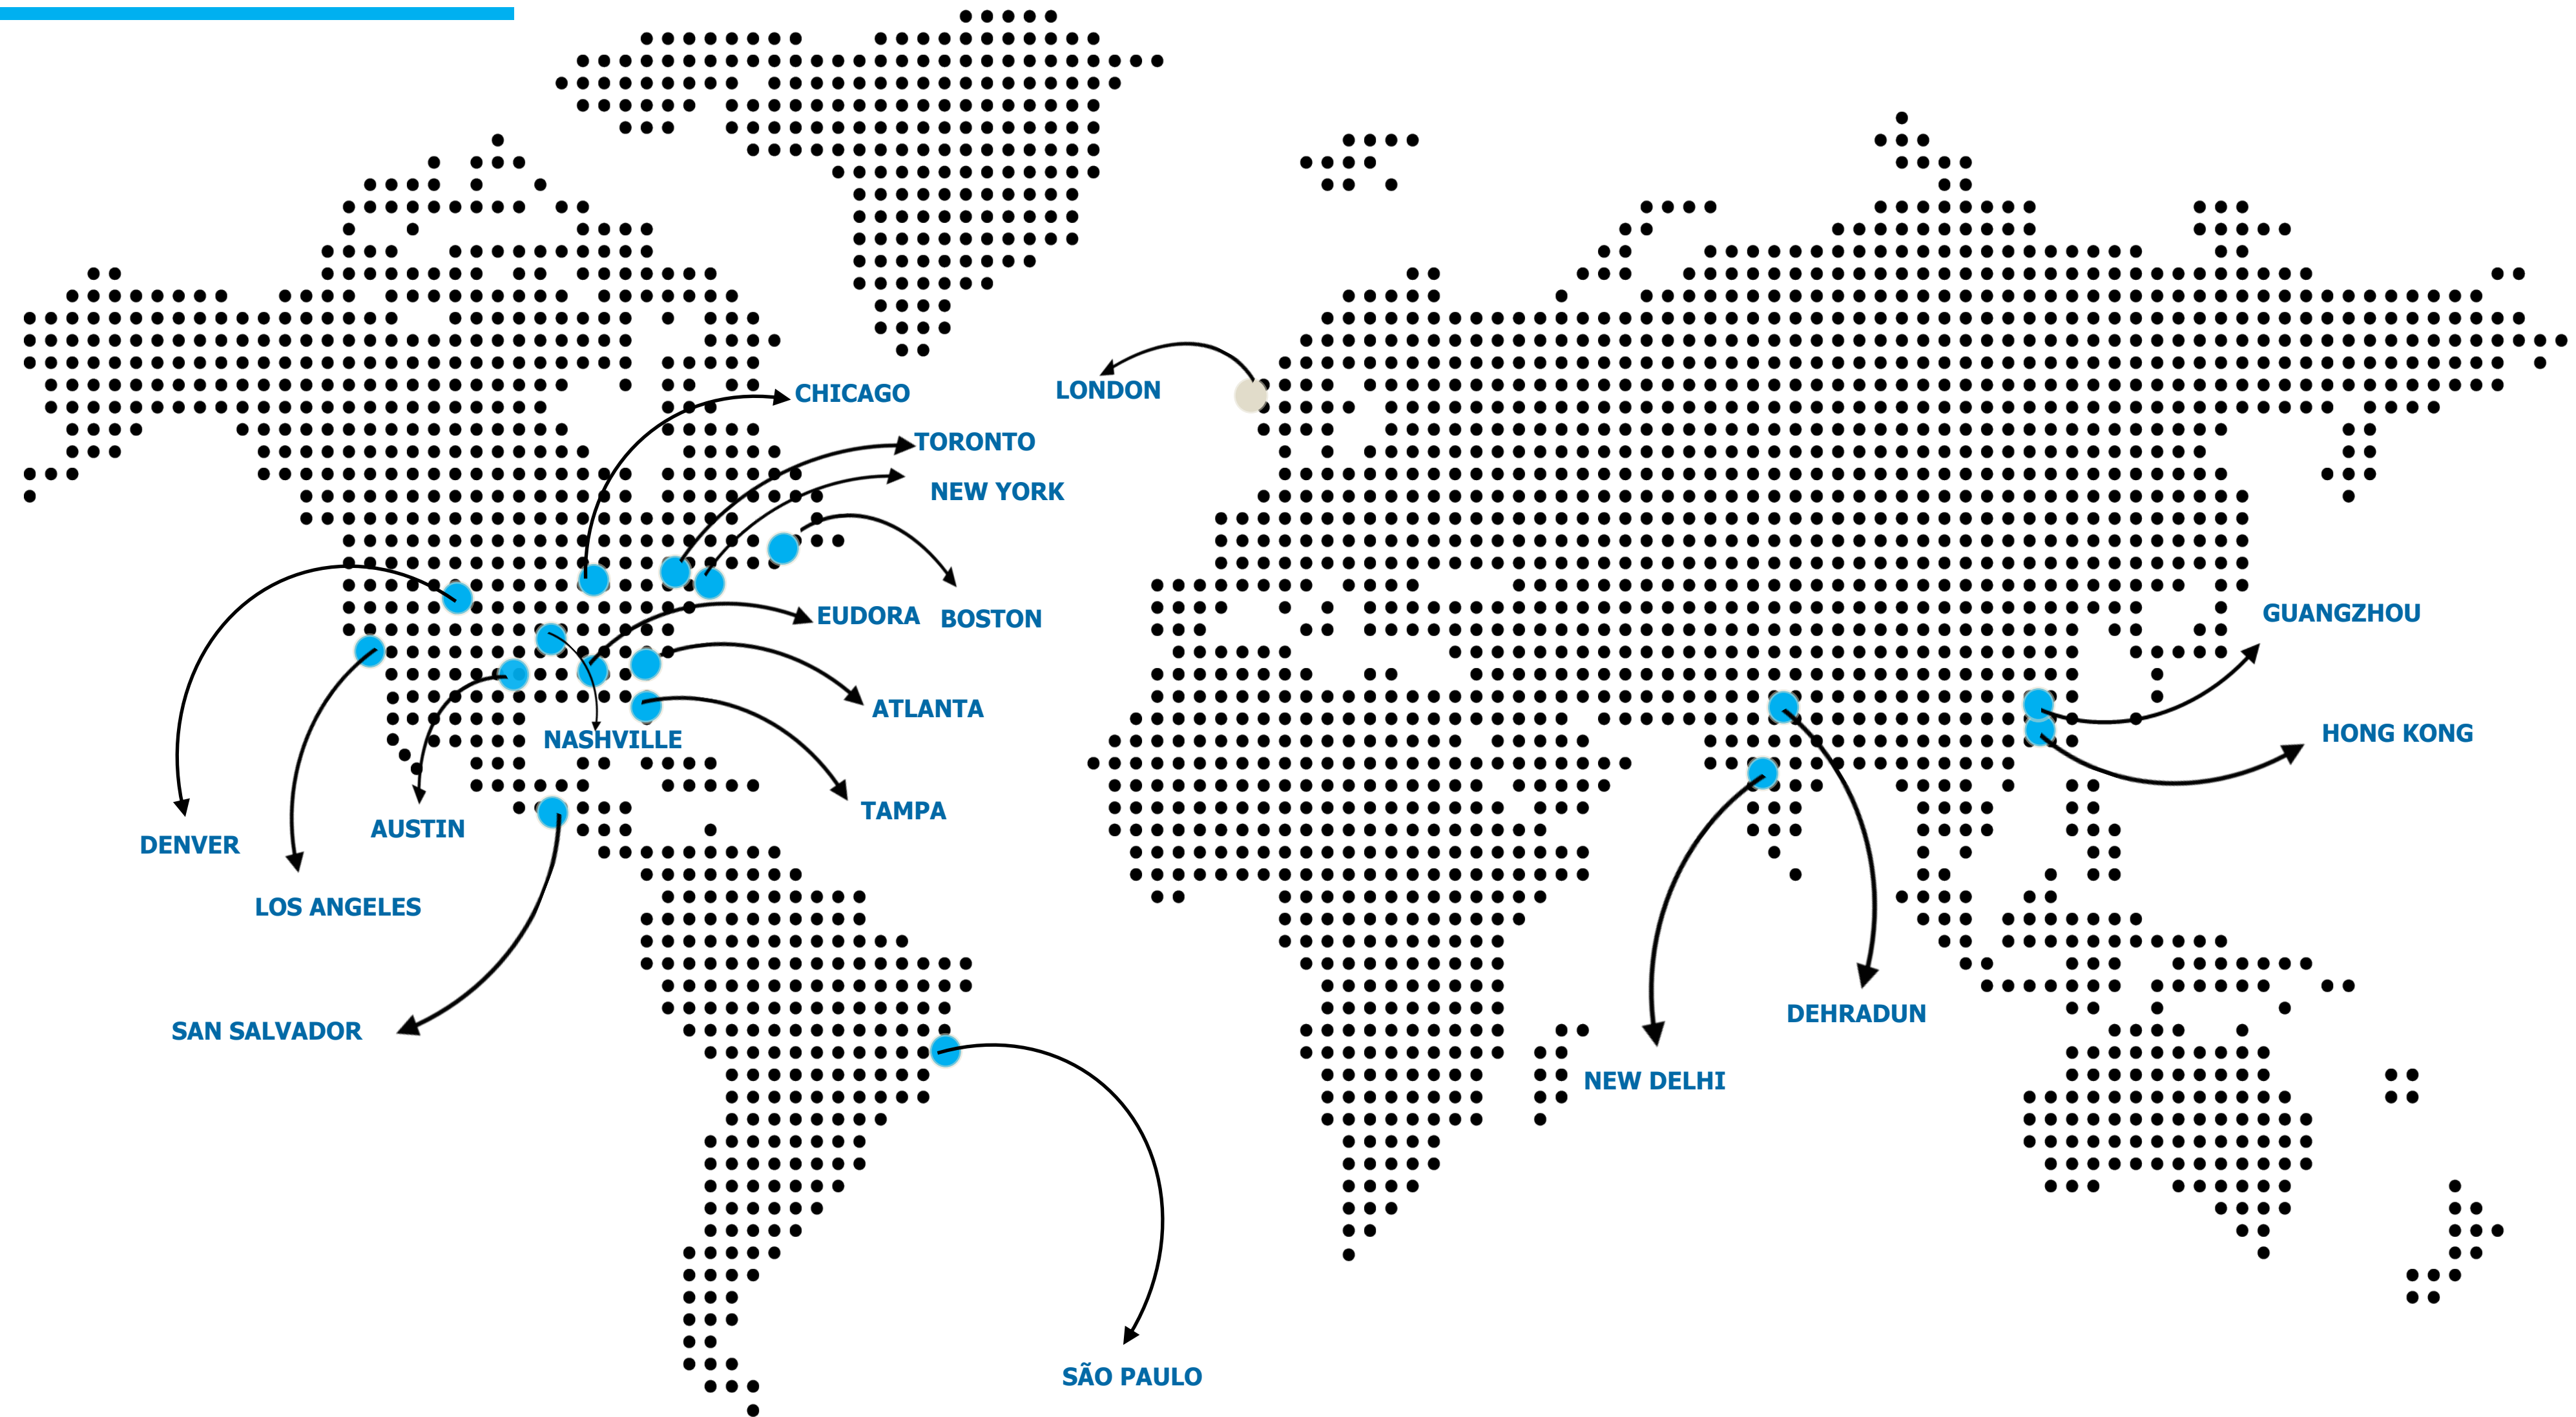 LONDON
CHICAGO
TORONTO
NEW YORK
EUDORA
BOSTON
GUANGZHOU
ATLANTA
HONG KONG
NASHVILLE
TAMPA
AUSTIN
DENVER
LOS ANGELES
DEHRADUN
SAN SALVADOR
NEW DELHI
SÃO PAULO